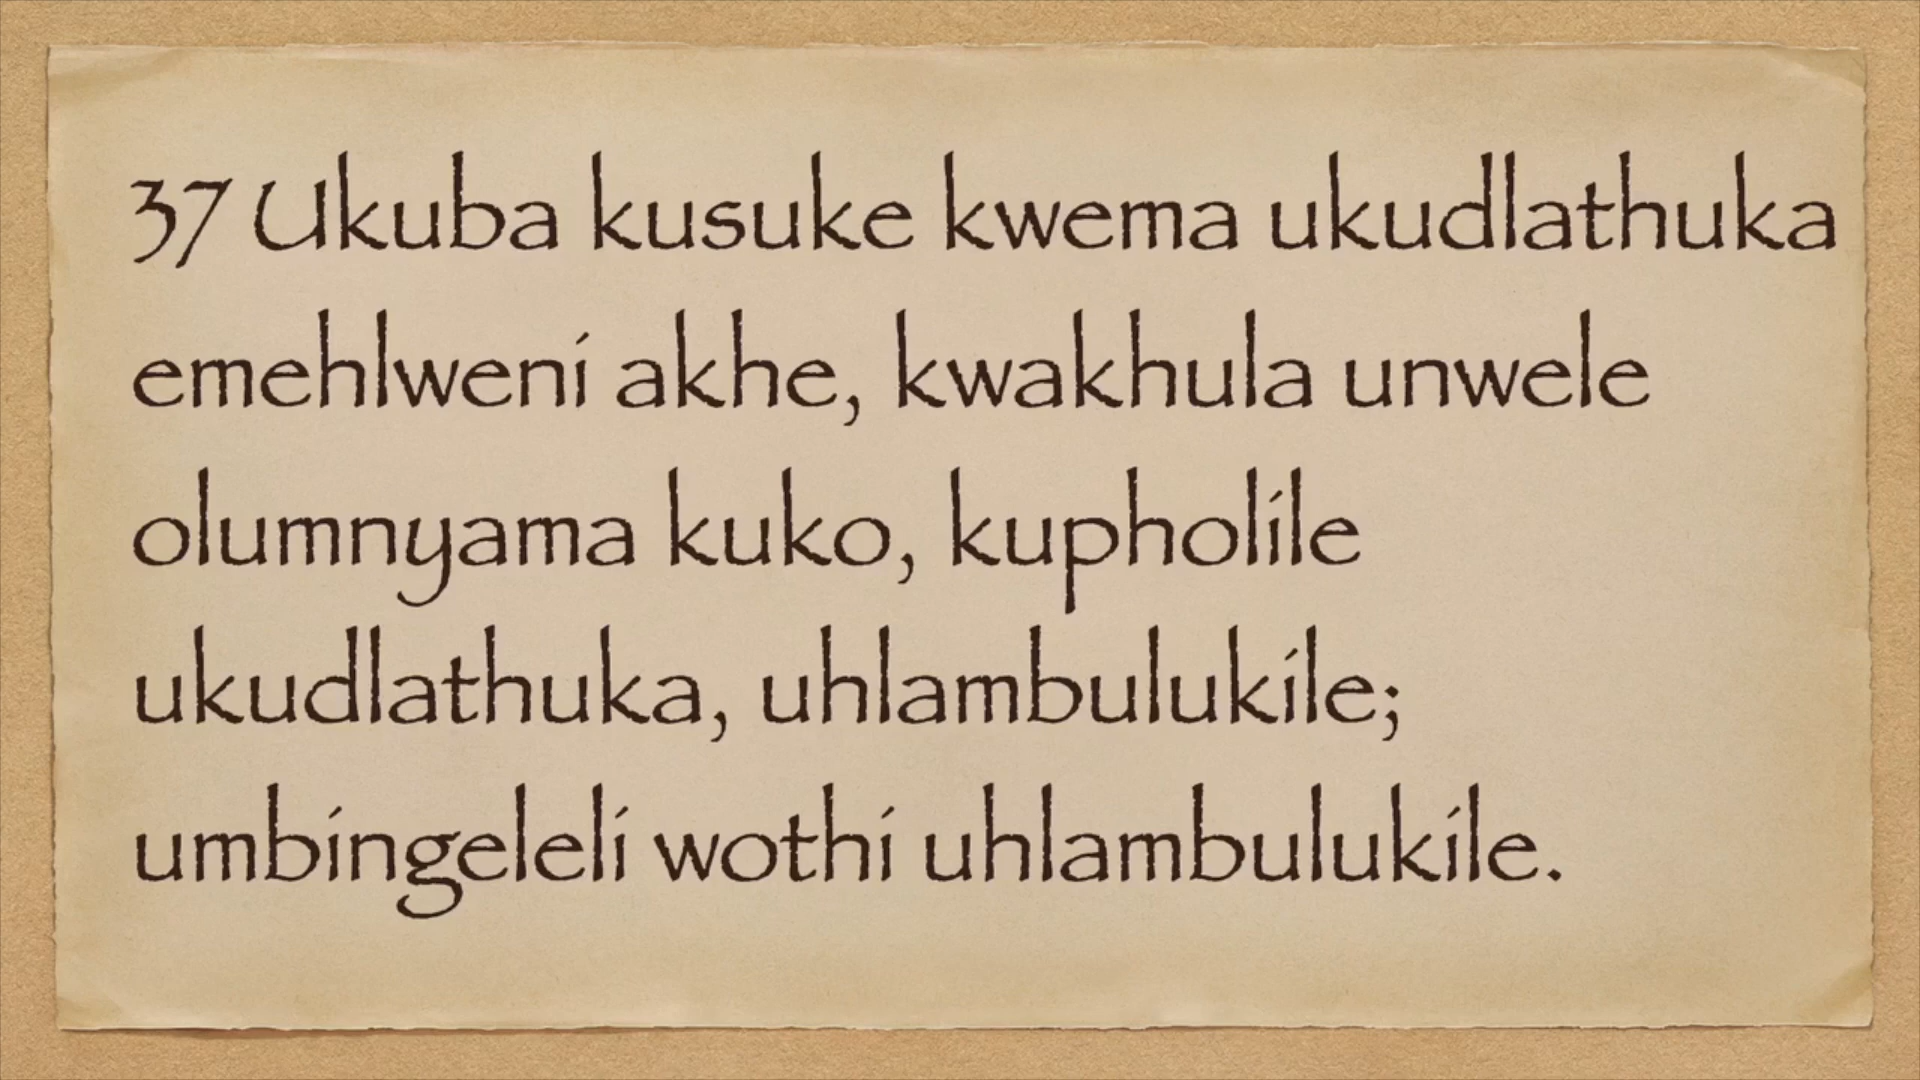 37 Ukuba kusuke kwema ukudlathuka
emehlweni akhe, kwakhula unwele
olumnyama kuko, kupholile
ukudlathuka, uhlambulukile;
umbingeleli wothi uhlambulukile.